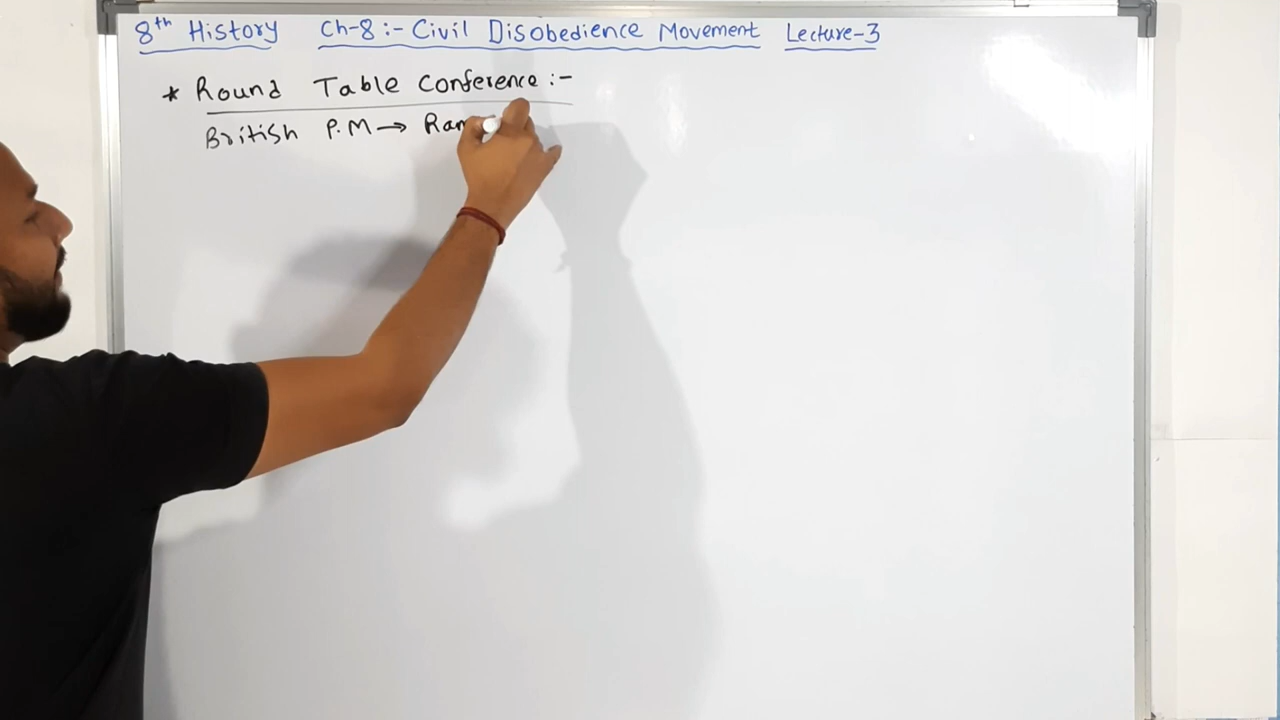 8th History Ch-8:- Civil Disobedience Movement Lecture-3
* Round Table Conference :-
British P.M → Ram